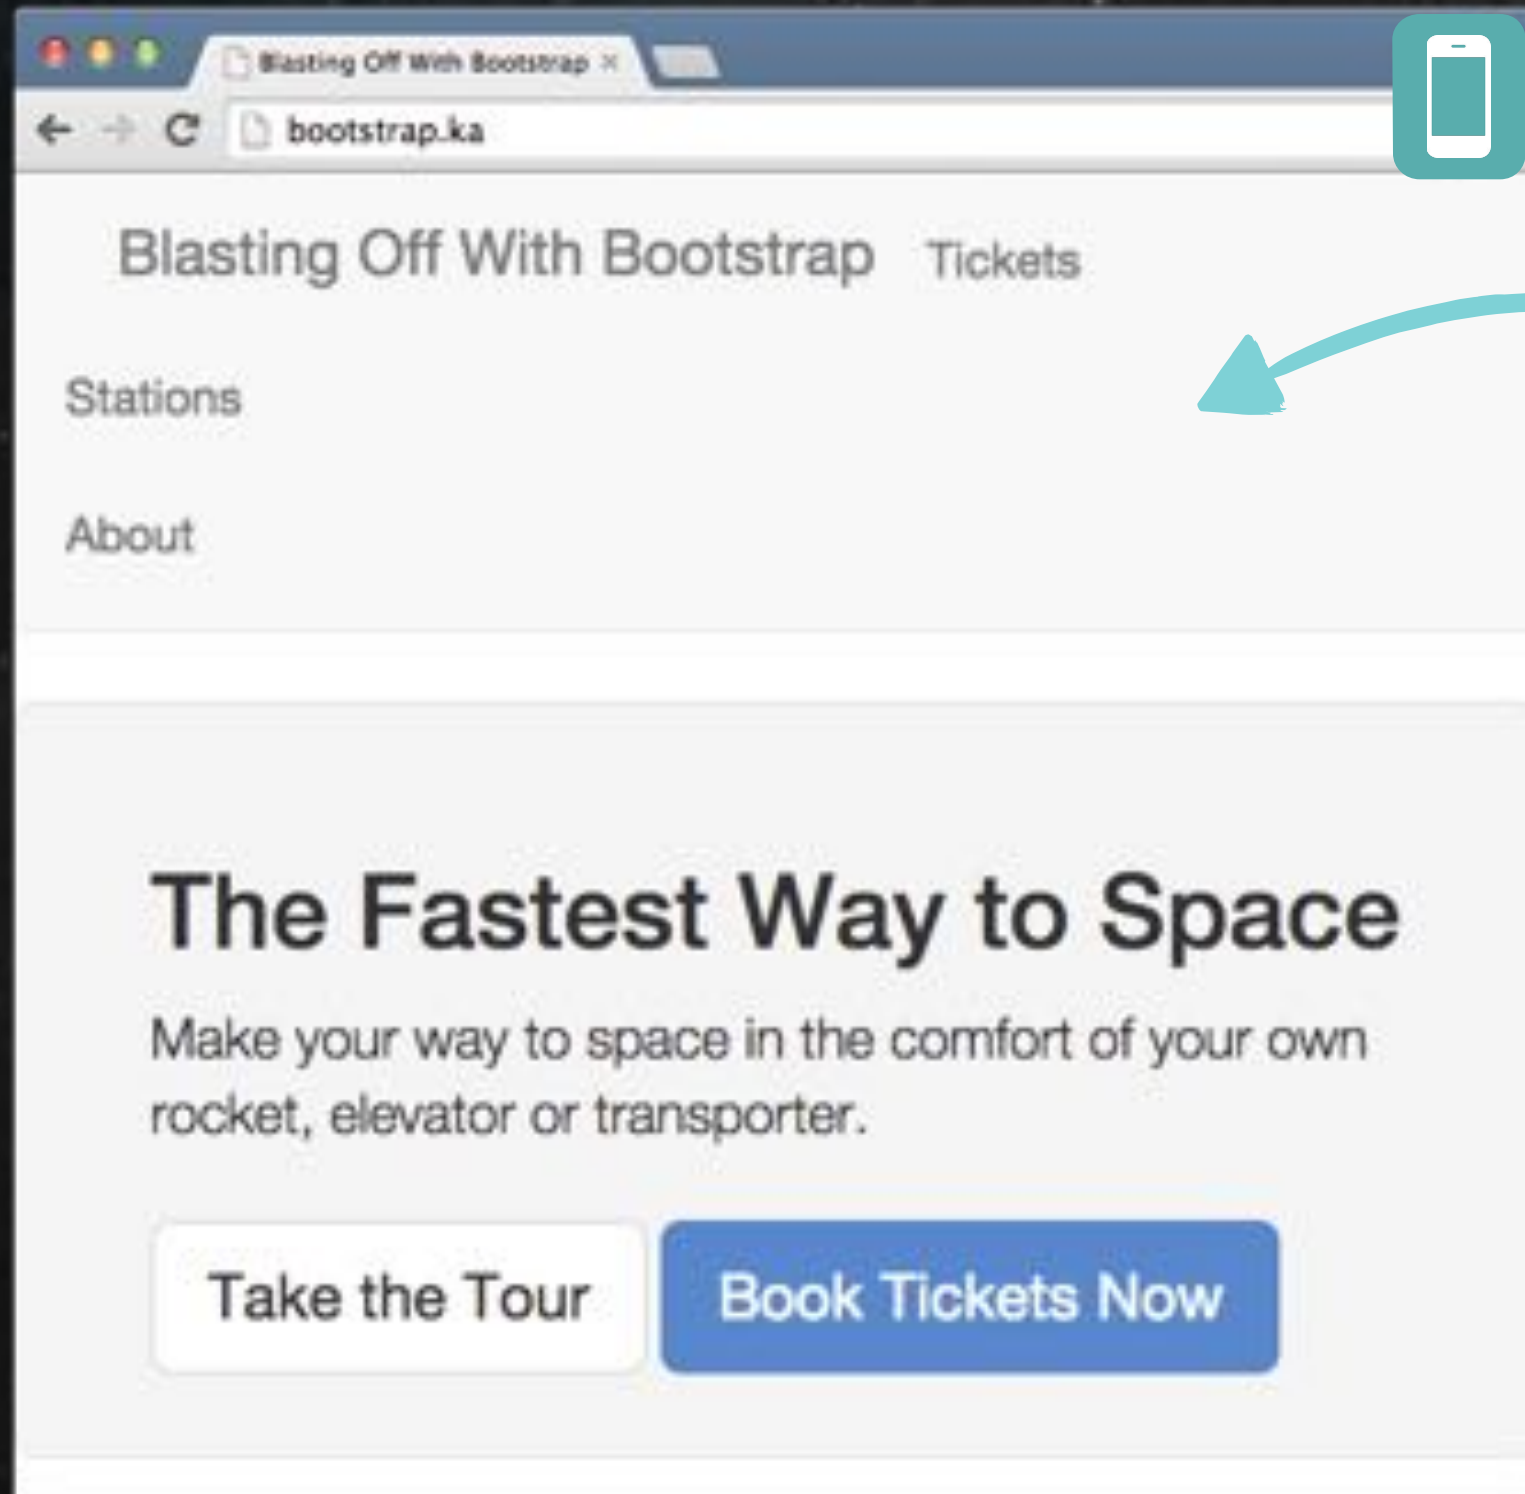 Blasting Off With Bootstrap
bootstrap.ka
Blasting Off With Bootstrap Tickets
Stations
About
The Fastest Way to Space
Make your way to space in the comfort of your own
rocket, elevator or transporter.
Take the Tour Book Tickets Now